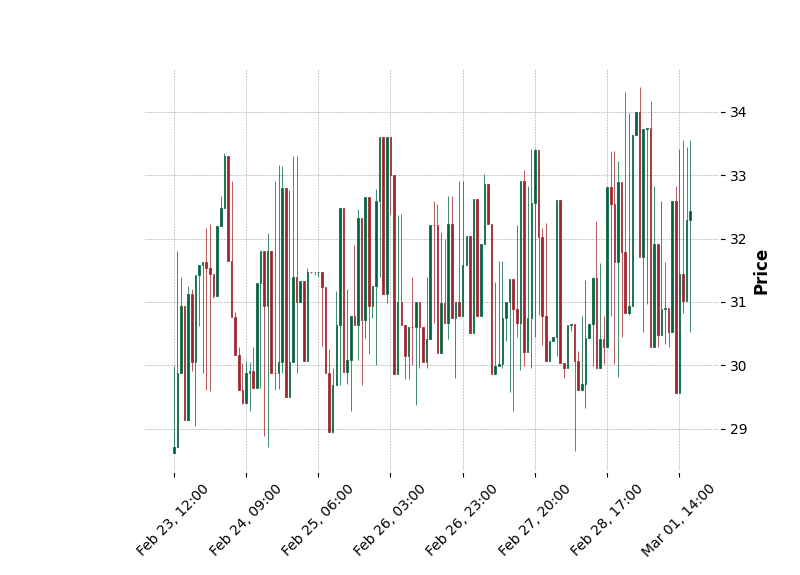 34
33
32
31
30
29
Price
Feb 23, 12:00
Feb 24, 09:00
Feb 25, 06:00
Feb 26, 03:00
Feb 26, 23:00
Feb 27, 20:00
Feb 28, 17:00
Mar 01, 14:00